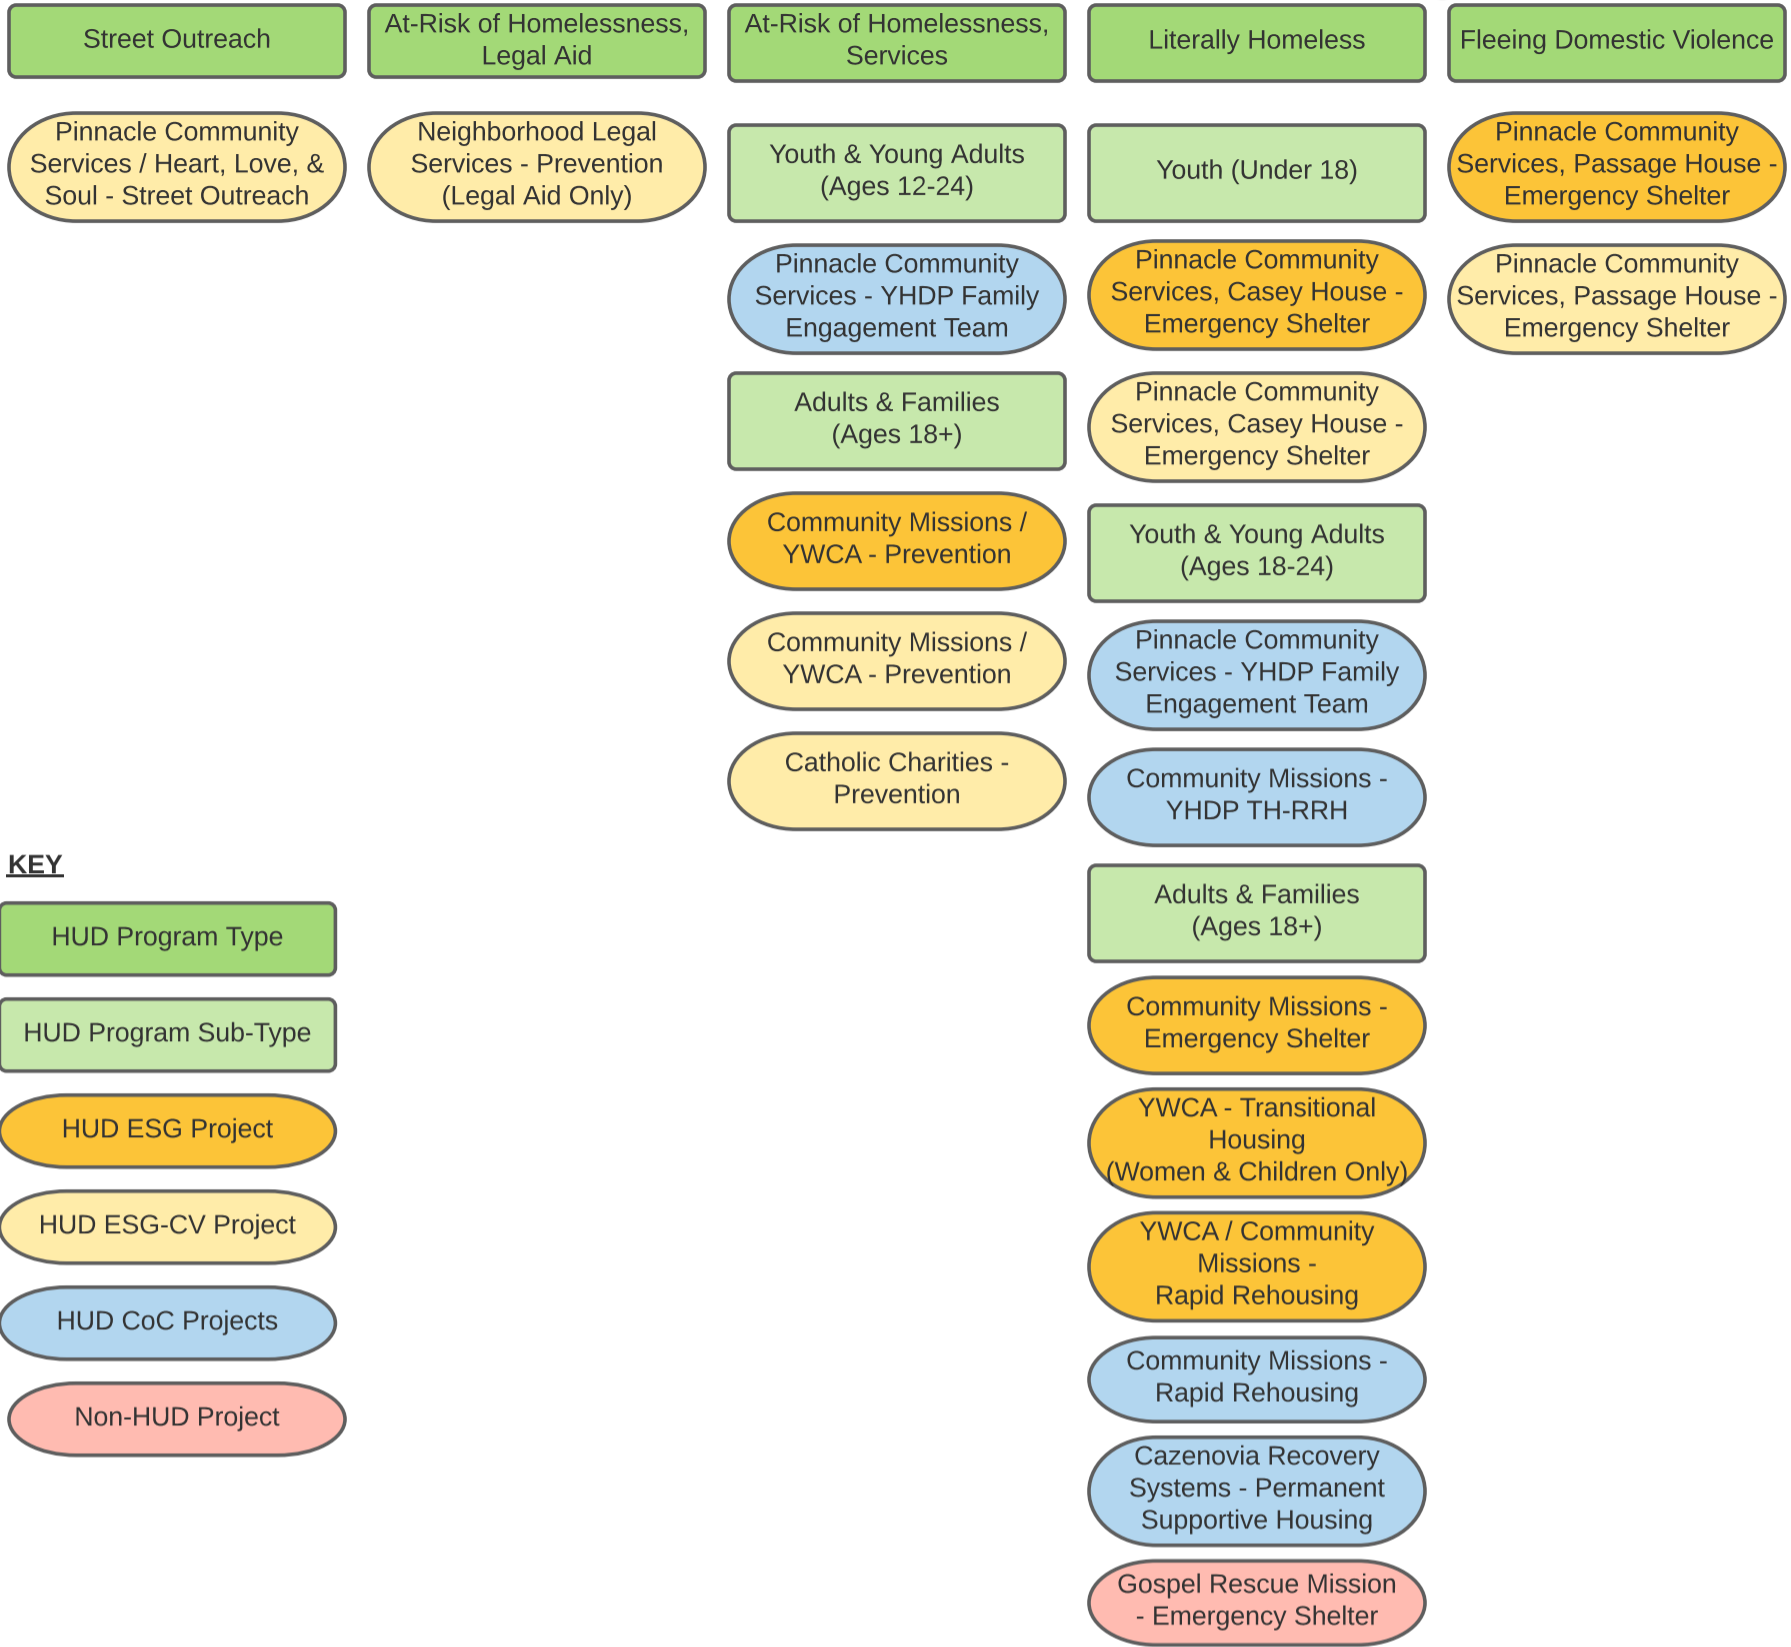 Street Outreach
Pinnacle Community
Services / Heart, Love, &
Soul - Street Outreach
At-Risk of Homelessness,
Legal Aid
Neighborhood Legal
Services - Prevention
(Legal Aid Only)
At-Risk of Homelessness,
Services
Youth & Young Adults
(Ages 12-24)
Pinnacle Community
Services - YHDP Family
Engagement Team
Adults & Families
(Ages 18+)
Community Missions /
YWCA - Prevention
Community Missions /
YWCA - Prevention
Catholic Charities -
Prevention
Literally Homeless
Youth (Under 18)
Pinnacle Community
Services, Casey House -
Emergency Shelter
Pinnacle Community
Services, Casey House -
Emergency Shelter
Youth & Young Adults
(Ages 18-24)
Pinnacle Community
Services - YHDP Family
Engagement Team
Community Missions -
YHDP TH-RRH
Adults & Families
(Ages 18+)
Community Missions -
Emergency Shelter
YWCA - Transitional
Housing
(Women & Children Only)
YWCA / Community
Missions -
Rapid Rehousing
Community Missions -
Rapid Rehousing
Cazenovia Recovery
Systems - Permanent
Supportive Housing
Gospel Rescue Mission
- Emergency Shelter
Fleeing Domestic Violence
Pinnacle Community
Services, Passage House -
Emergency Shelter
Pinnacle Community
Services, Passage House -
Emergency Shelter
KEY
HUD Program Type
HUD Program Sub-Type
HUD ESG Project
HUD ESG-CV Project
HUD CoC Projects
Non-HUD Project